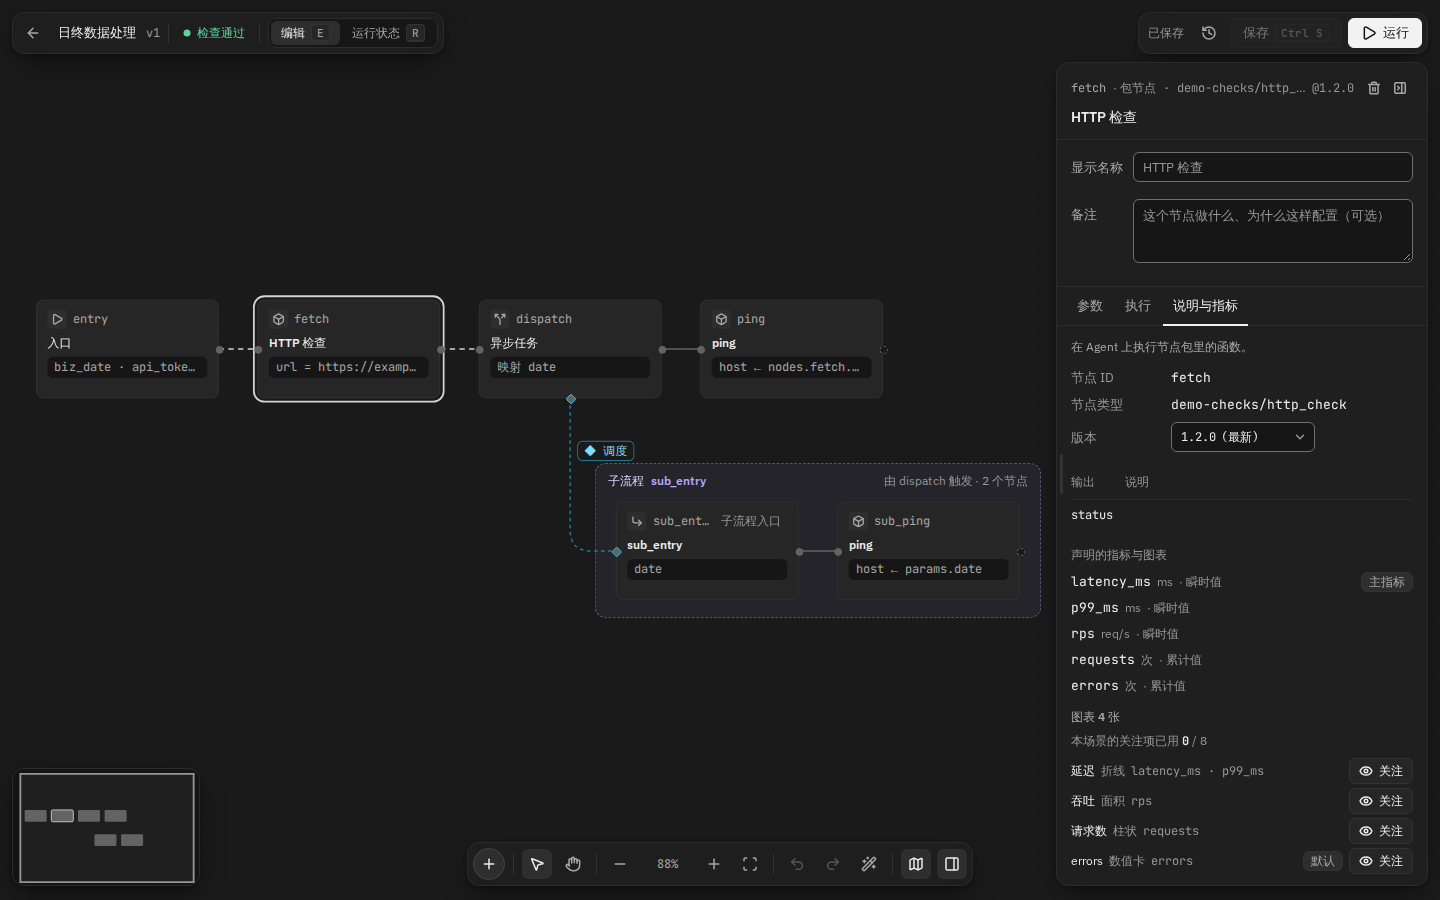 日终数据处理 v1 检查通过 编辑 E 运行状态 R
已保存 保存 Ctrl S 运行
fetch · 包节点 · demo-checks/http_… @1.2.0
HTTP 检查
显示名称 HTTP 检查
备注 这个节点做什么、为什么这样配置（可选）
参数 执行 说明与指标
在 Agent 上执行节点包里的函数。
节点 ID fetch
节点类型 demo-checks/http_check
版本 1.2.0 (最新)
输出 说明
status
声明的指标与图表
latency_ms ms · 瞬时值 主指标
p99_ms ms · 瞬时值
rps req/s · 瞬时值
requests 次 · 累计值
errors 次 · 累计值
图表 4 张
本场景的关注项已用 0 / 8
延迟 折线 latency_ms · p99_ms 关注
吞吐 面积 rps 关注
请求数 柱状 requests 关注
errors 数值卡 errors 默认 关注
entry
入口
biz_date · api_toke…
fetch
HTTP 检查
url = https://examp…
dispatch
异步任务
映射 date
ping
ping
host ← nodes.fetch.…
调度
子流程 sub_entry 由 dispatch 触发 · 2 个节点
sub_ent… 子流程入口
sub_entry
date
sub_ping
ping
host ← params.date
88%